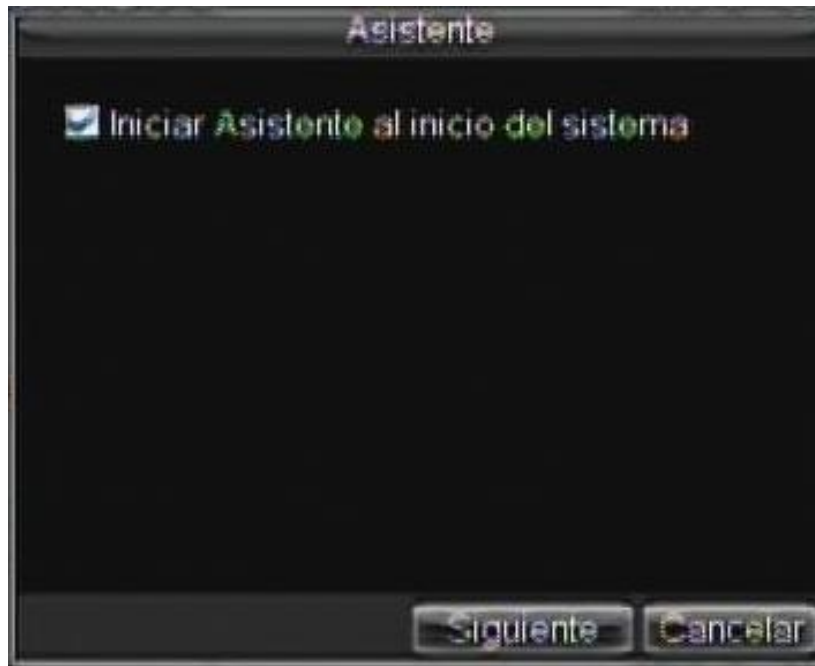 Asistente
Iniciar Asistente al inicio del sistema
Siguiente
Cancelar